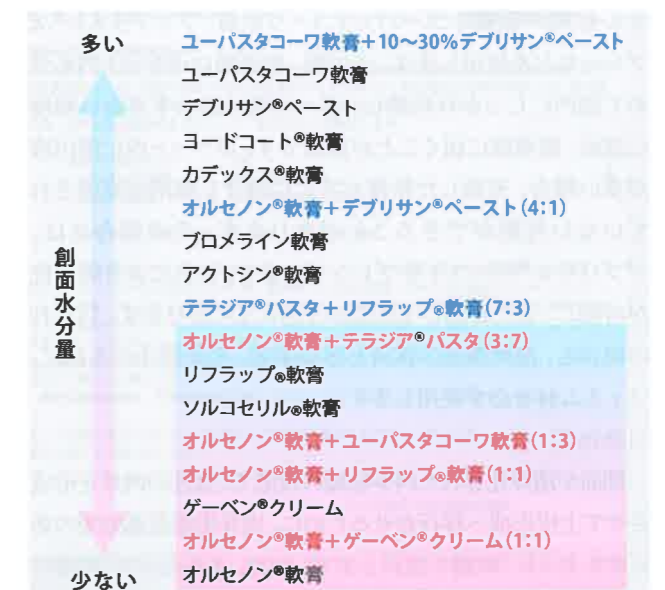 多い
ユーパスタコーワ軟膏+10〜30%デブリサン®ペースト
ユーパスタコーワ軟膏
デブリサン®ペースト
ヨードコート®軟膏
カデックス®軟膏
オルセノン®軟膏+デブリサン®ペースト(4:1)
ブロメライン軟膏
アクトシン®軟膏
創面水分量
テラジア®パスタ+リフラップ®軟膏(7:3)
オルセノン®軟膏+テラジア®パスタ(3:7)
リフラップ®軟膏
ソルコセリル®軟膏
オルセノン®軟膏+ユーパスタコーワ軟膏(1:3)
オルセノン®軟膏+リフラップ®軟膏(1:1)
ゲーベン®クリーム
オルセノン®軟膏+ゲーベン®クリーム(1:1)
少ない
オルセノン®軟膏